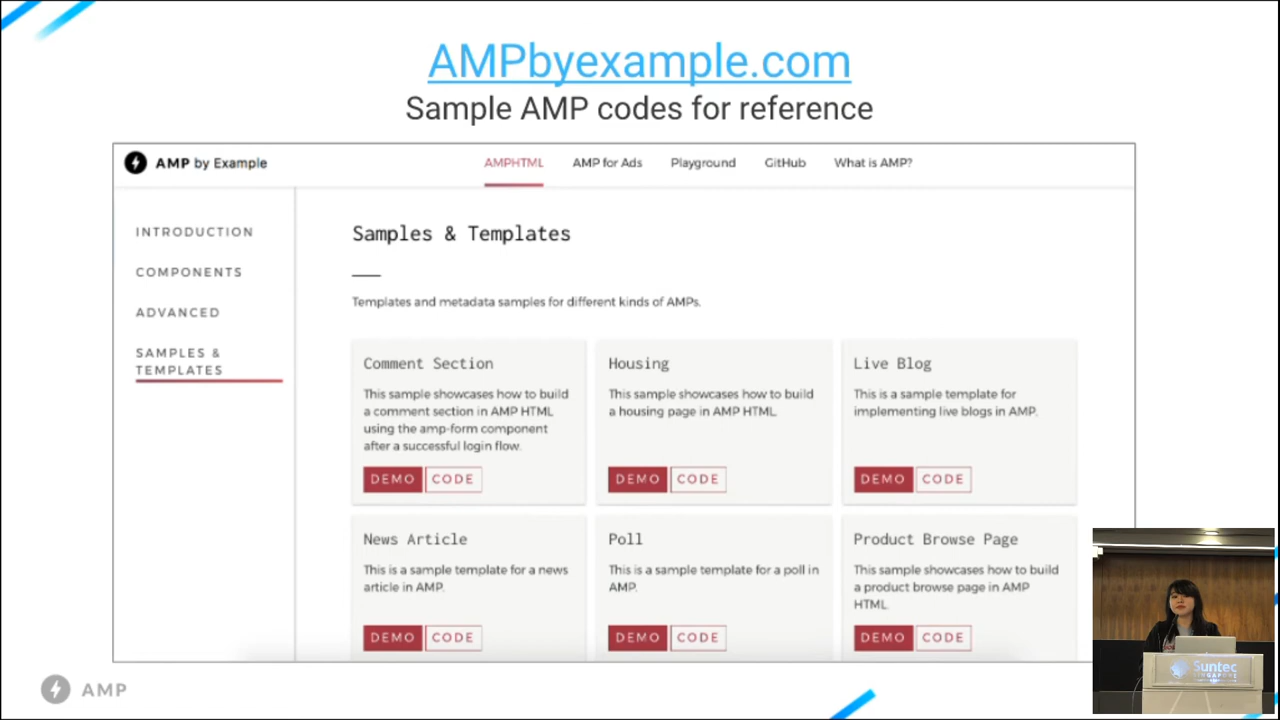 AMPbyexample.com
Sample AMP codes for reference
AMP by Example
AMPHTML
AMP for Ads
Playground
GitHub
What is AMP?
INTRODUCTION
COMPONENTS
ADVANCED
SAMPLES &
TEMPLATES
Samples & Templates
Templates and metadata samples for different kinds of AMPs.
Comment Section
This sample showcases how to build
a comment section in AMP HTML
using the amp-form component
after a successful login flow.
DEMO CODE
Housing
This sample showcases how to build
a housing page in AMP HTML.
DEMO CODE
Live Blog
This is a sample template for
implementing live blogs in AMP.
DEMO CODE
News Article
This is a sample template for a news
article in AMP.
DEMO CODE
Poll
This is a sample template for a poll in
AMP.
DEMO CODE
Product Browse Page
This sample showcases how to build
a product browse page in AMP
HTML.
DEMO CODE
AMP
Suntec
SINGAPORE